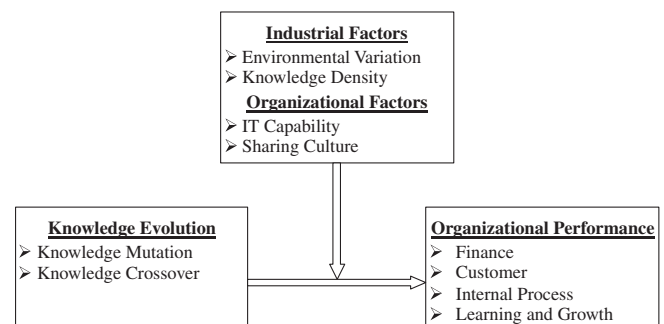 Industrial Factors
➢ Environmental Variation
➢ Knowledge Density
Organizational Factors
➢ IT Capability
➢ Sharing Culture
Knowledge Evolution
➢ Knowledge Mutation
➢ Knowledge Crossover
Organizational Performance
➢ Finance
➢ Customer
➢ Internal Process
➢ Learning and Growth